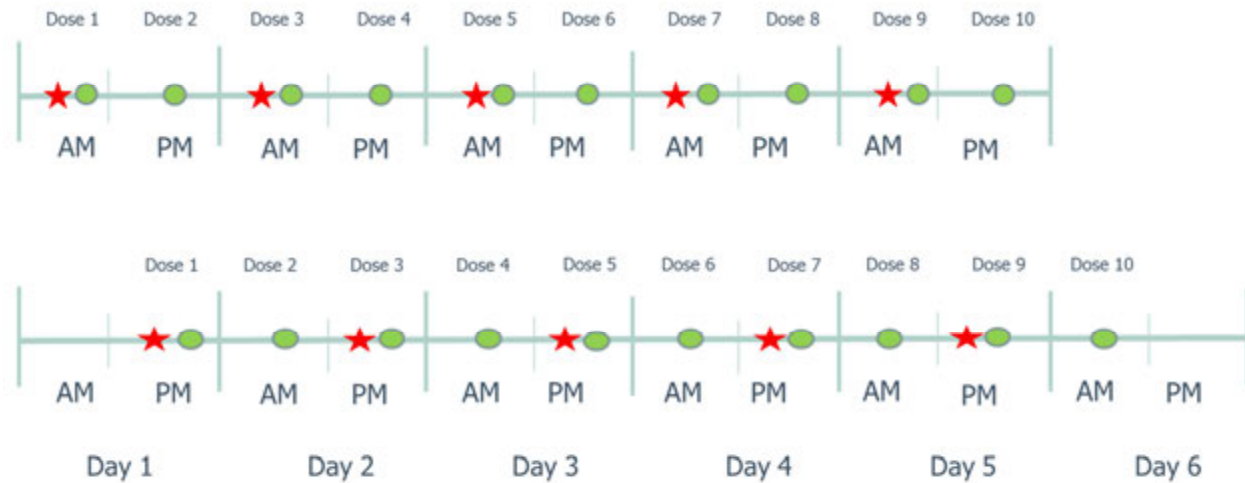 Dose 1 Dose 2 Dose 3 Dose 4 Dose 5 Dose 6 Dose 7 Dose 8 Dose 9 Dose 10
AM PM AM PM AM PM AM PM AM PM
Dose 1 Dose 2 Dose 3 Dose 4 Dose 5 Dose 6 Dose 7 Dose 8 Dose 9 Dose 10
AM PM AM PM AM PM AM PM AM PM AM PM
Day 1 Day 2 Day 3 Day 4 Day 5 Day 6